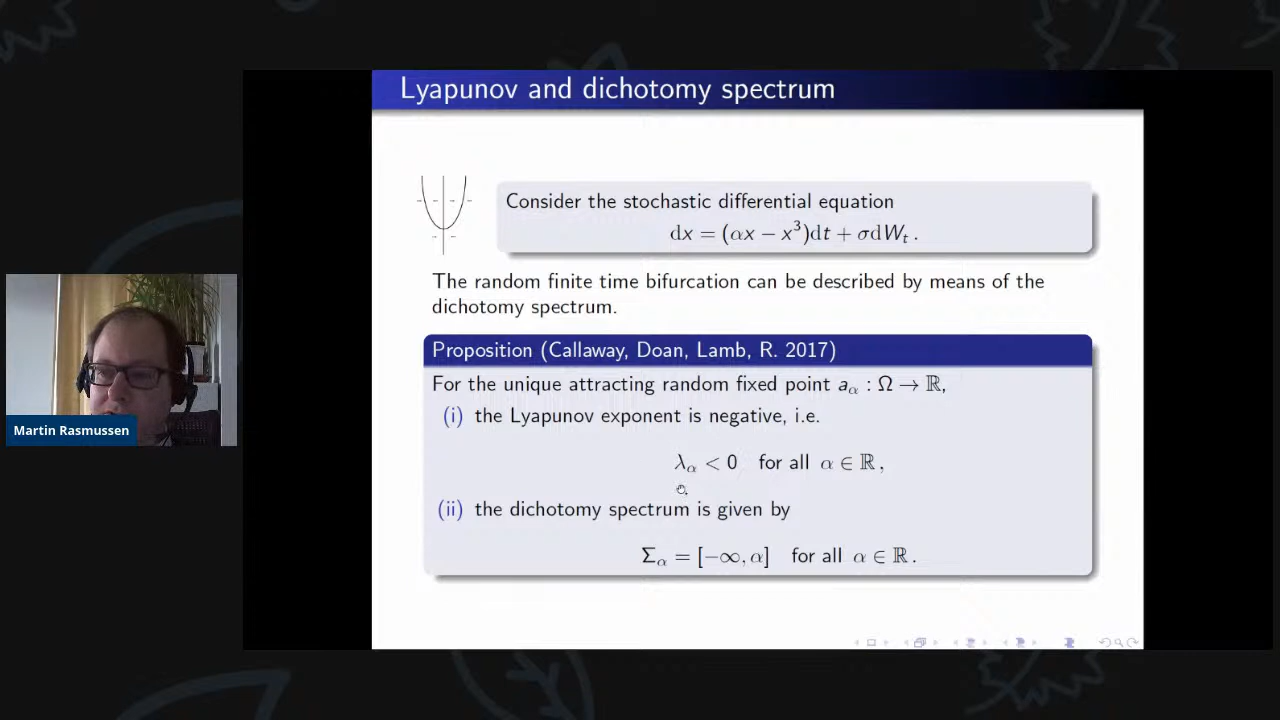 Lyapunov and dichotomy spectrum
Consider the stochastic differential equation
dx = (αx − x³)dt + σdWₜ .
The random finite time bifurcation can be described by means of the
dichotomy spectrum.
Proposition (Callaway, Doan, Lamb, R. 2017)
For the unique attracting random fixed point a_α : Ω → ℝ,
(i) the Lyapunov exponent is negative, i.e.
λ_α < 0 for all α ∈ ℝ ,
(ii) the dichotomy spectrum is given by
Σ_α = [−∞, α] for all α ∈ ℝ .
Martin Rasmussen